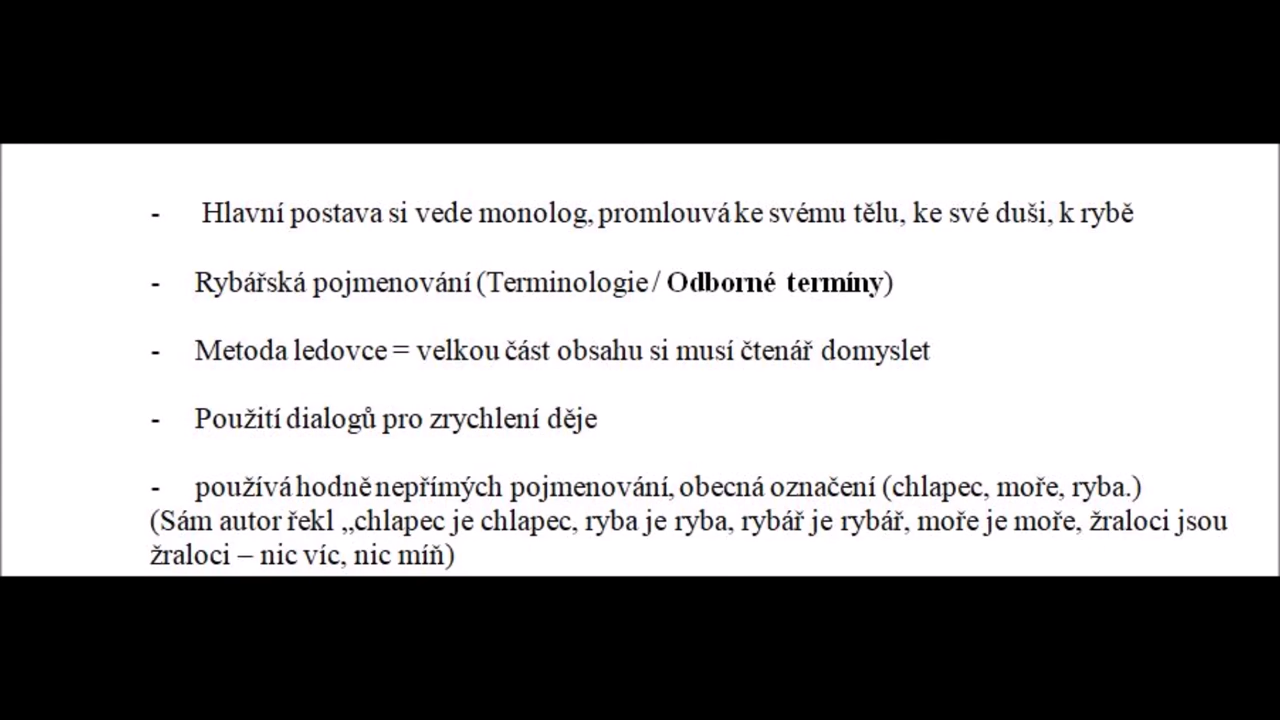 - Hlavní postava si vede monolog, promlouvá ke svému tělu, ke své duši, k rybě
- Rybářská pojmenování (Terminologie / Odborné termíny)
- Metoda ledovce = velkou část obsahu si musí čtenář domyslet
- Použití dialogů pro zrychlení děje
- používá hodně nepřímých pojmenování, obecná označení (chlapec, moře, ryba.)
(Sám autor řekl „chlapec je chlapec, ryba je ryba, rybář je rybář, moře je moře, žraloci jsou
žraloci – nic víc, nic míň)